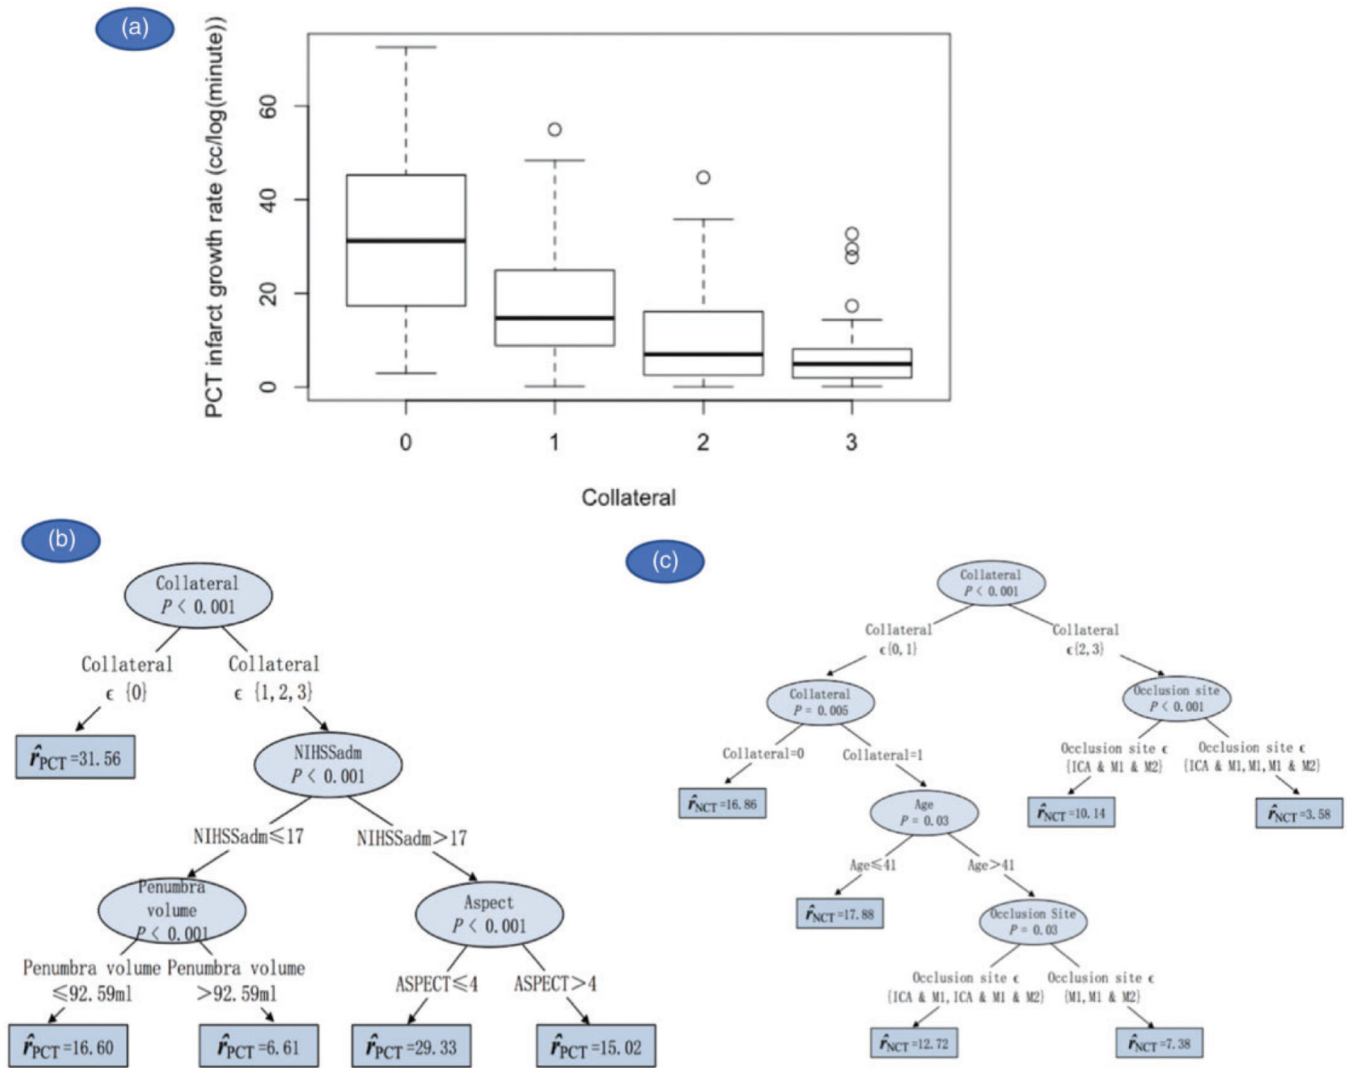 (a)
PCT infarct growth rate (cc/log(minute))
60
40
20
0
0 1 2 3
Collateral
(b)
Collateral
P < 0.001
Collateral
ϵ {0}
Collateral
ϵ {1,2,3}
r̂PCT=31.56
NIHSSadm
P < 0.001
NIHSSadm≤17
NIHSSadm>17
Penumbra
volume
P < 0.001
Aspect
P < 0.001
Penumbra volume
≤92.59ml
Penumbra volume
>92.59ml
ASPECT≤4
ASPECT>4
r̂PCT=16.60
r̂PCT=6.61
r̂PCT=29.33
r̂PCT=15.02
(c)
Collateral
P < 0.001
Collateral
ϵ{0,1}
Collateral
ϵ{2,3}
Collateral
P = 0.005
Occlusion site
P < 0.001
Collateral=0
Collateral=1
Occlusion site ϵ
{ICA & M1 & M2}
Occlusion site ϵ
{ICA & M1,M1,M1 & M2}
r̂NCT=16.86
Age
P = 0.03
r̂NCT=10.14
r̂NCT=3.58
Age≤41
Age>41
r̂NCT=17.88
Occlusion Site
P = 0.03
Occlusion site ϵ
{ICA & M1,ICA & M1 & M2}
Occlusion site ϵ
{M1,M1 & M2}
r̂NCT=12.72
r̂NCT=7.38